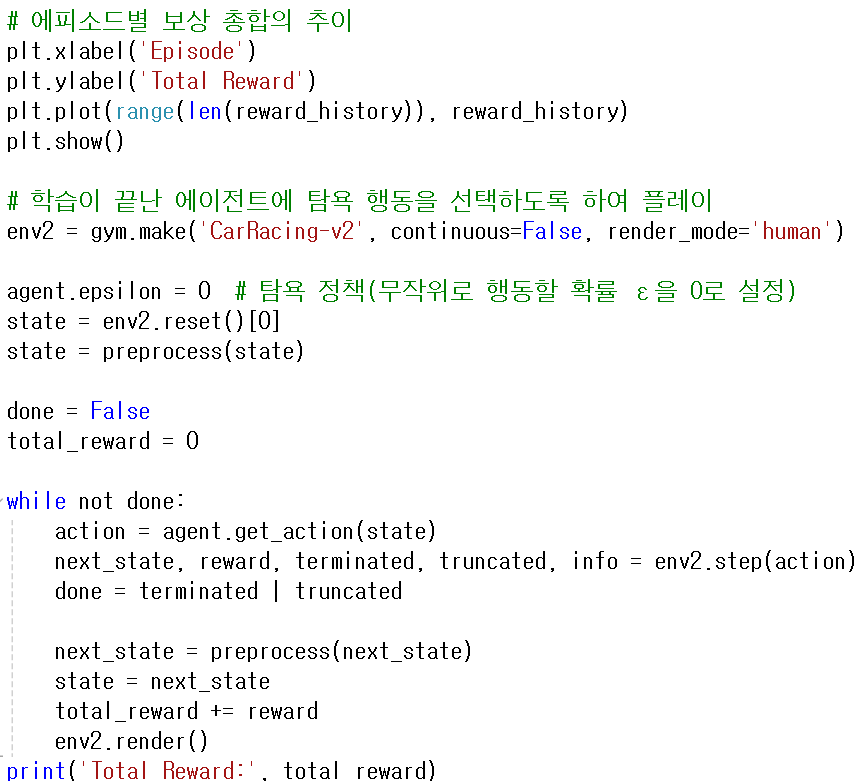 # 에피소드별 보상 총합의 추이
plt.xlabel('Episode')
plt.ylabel('Total Reward')
plt.plot(range(len(reward_history)), reward_history)
plt.show()

# 학습이 끝난 에이전트에 탐욕 행동을 선택하도록 하여 플레이
env2 = gym.make('CarRacing-v2', continuous=False, render_mode='human')

agent.epsilon = 0  # 탐욕 정책(무작위로 행동할 확률 ε을 0로 설정)
state = env2.reset()[0]
state = preprocess(state)

done = False
total_reward = 0

while not done:
    action = agent.get_action(state)
    next_state, reward, terminated, truncated, info = env2.step(action)
    done = terminated | truncated

    next_state = preprocess(next_state)
    state = next_state
    total_reward += reward
    env2.render()
print('Total Reward:', total_reward)